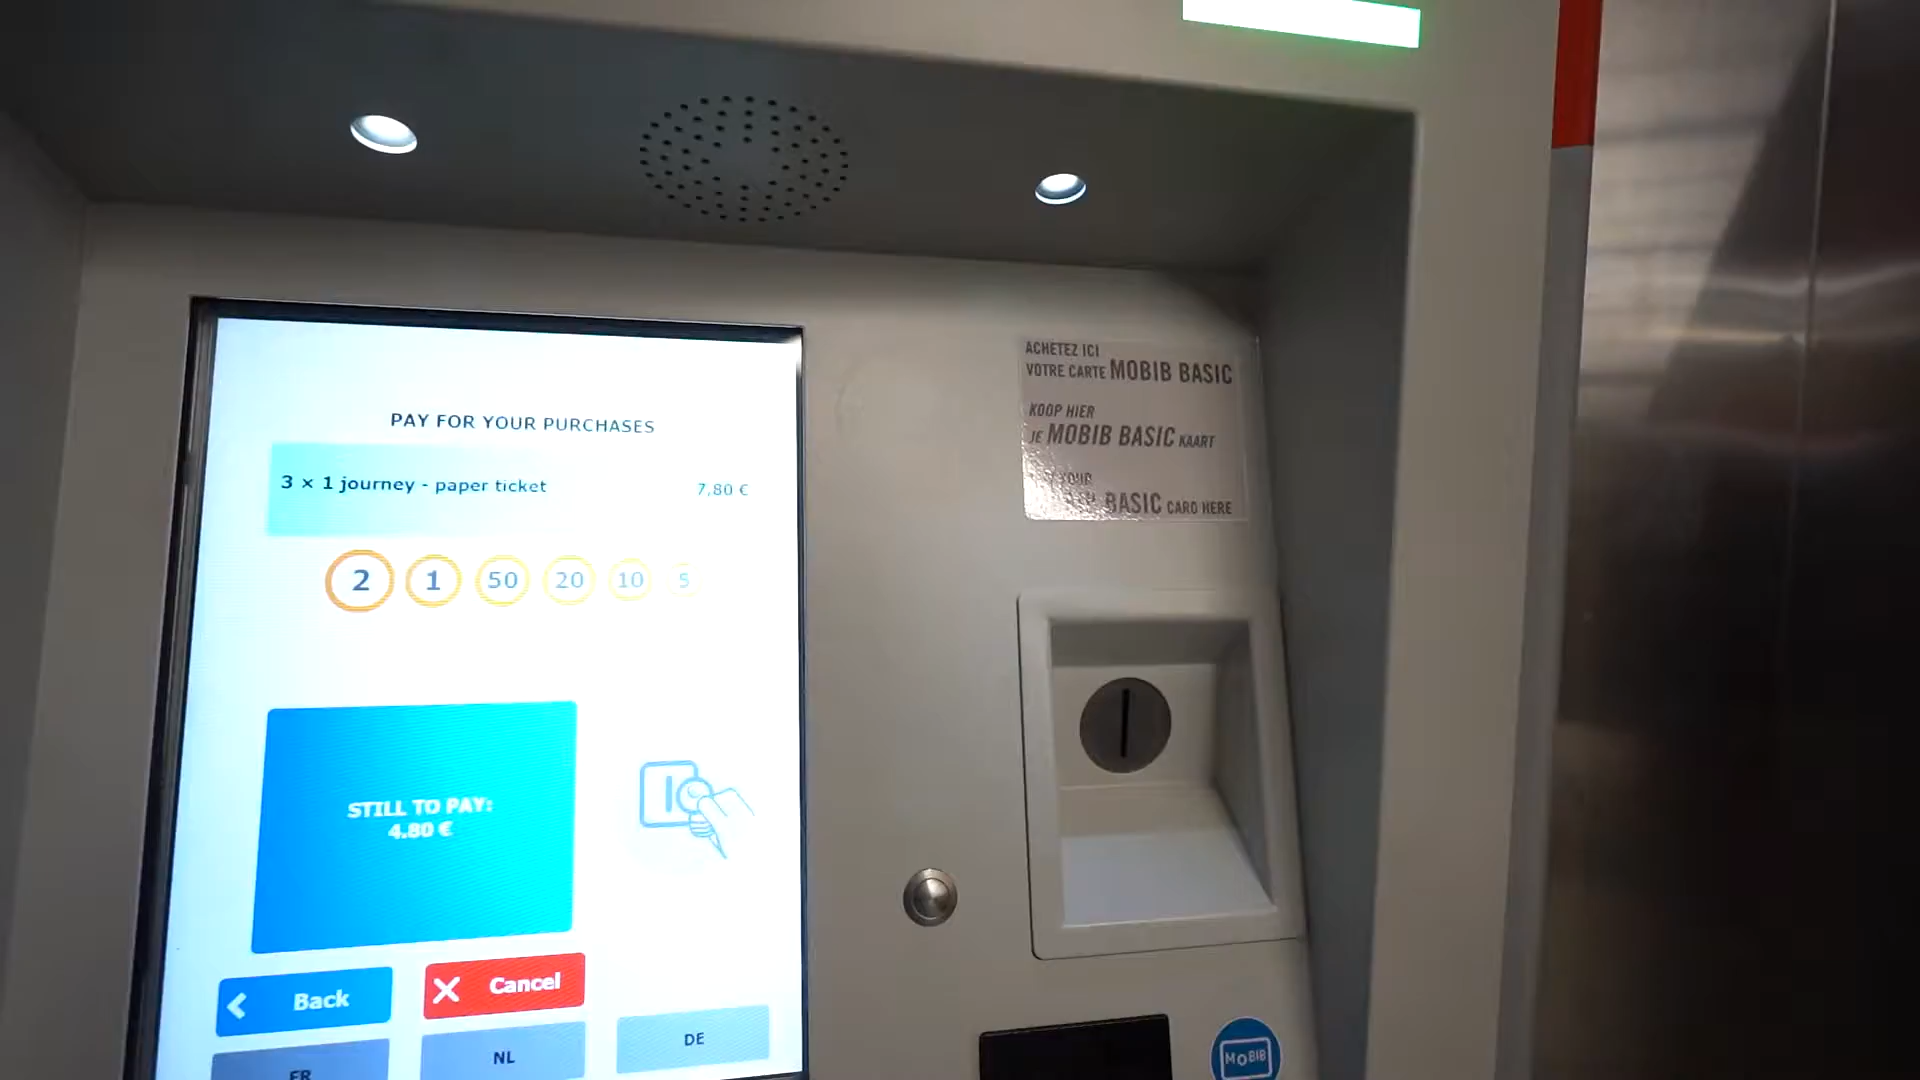 PAY FOR YOUR PURCHASES
3 × 1 journey - paper ticket 7,80 €
2 1 50 20 10 5
STILL TO PAY:
4.80 €
Back
Cancel
FR
NL
DE
ACHETEZ ICI
VOTRE CARTE MOBIB BASIC
KOOP HIER
JE MOBIB BASIC KAART
YOUR
BASIC CARD HERE
MOBIB